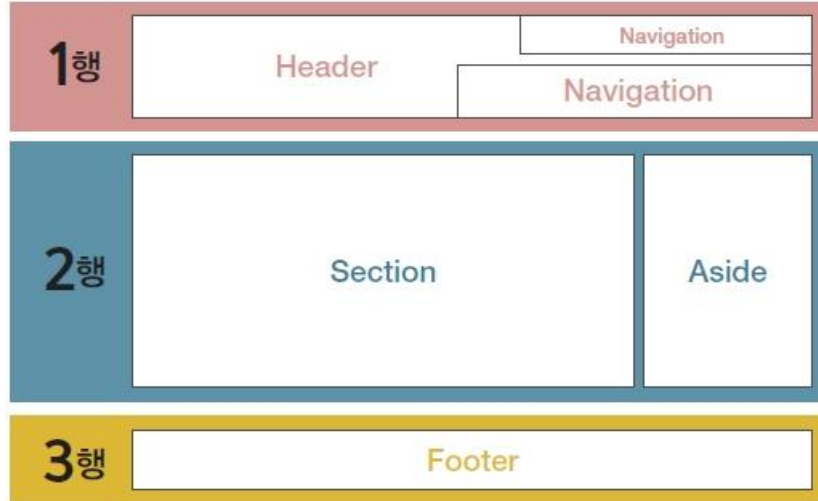 1행
Header
Navigation
Navigation
2행
Section
Aside
3행
Footer